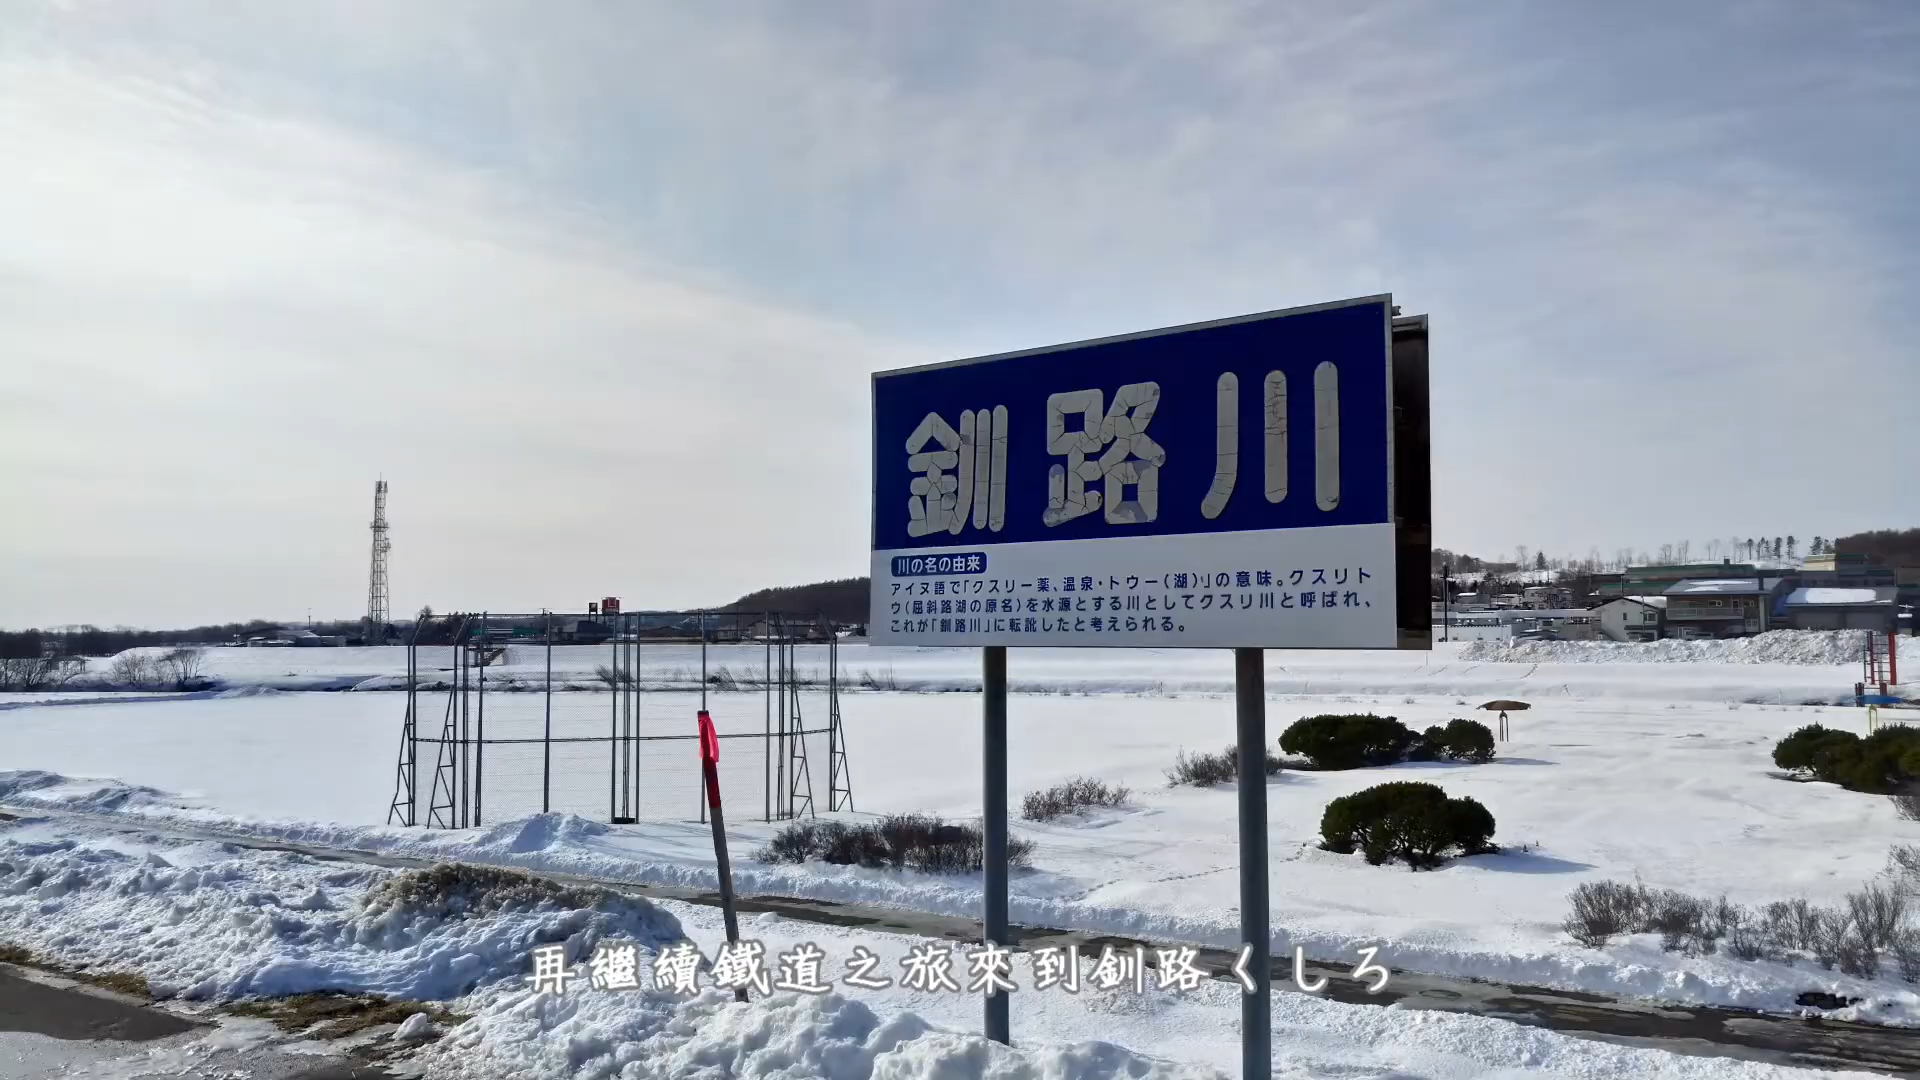 釧路川
川の名の由来
アイヌ語で「クスリー薬、温泉・トウー(湖)」の意味。クスリト
ウ(屈斜路湖の原名)を水源とする川としてクスリ川と呼ばれ、
これが「釧路川」に転訛したと考えられる。
再繼續鐵道之旅來到釧路くしろ